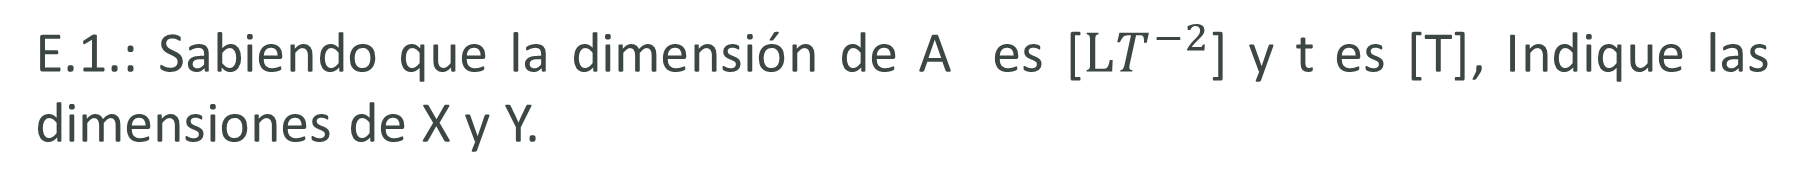 E.1.: Sabiendo que la dimensión de A es [LT⁻²] y t es [T], Indique las
dimensiones de X y Y.